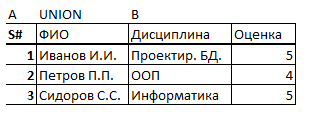 A UNION B
S# ФИО Дисциплина Оценка
1 Иванов И.И. Проектир. БД. 5
2 Петров П.П. ООП 4
3 Сидоров С.С. Информатика 5